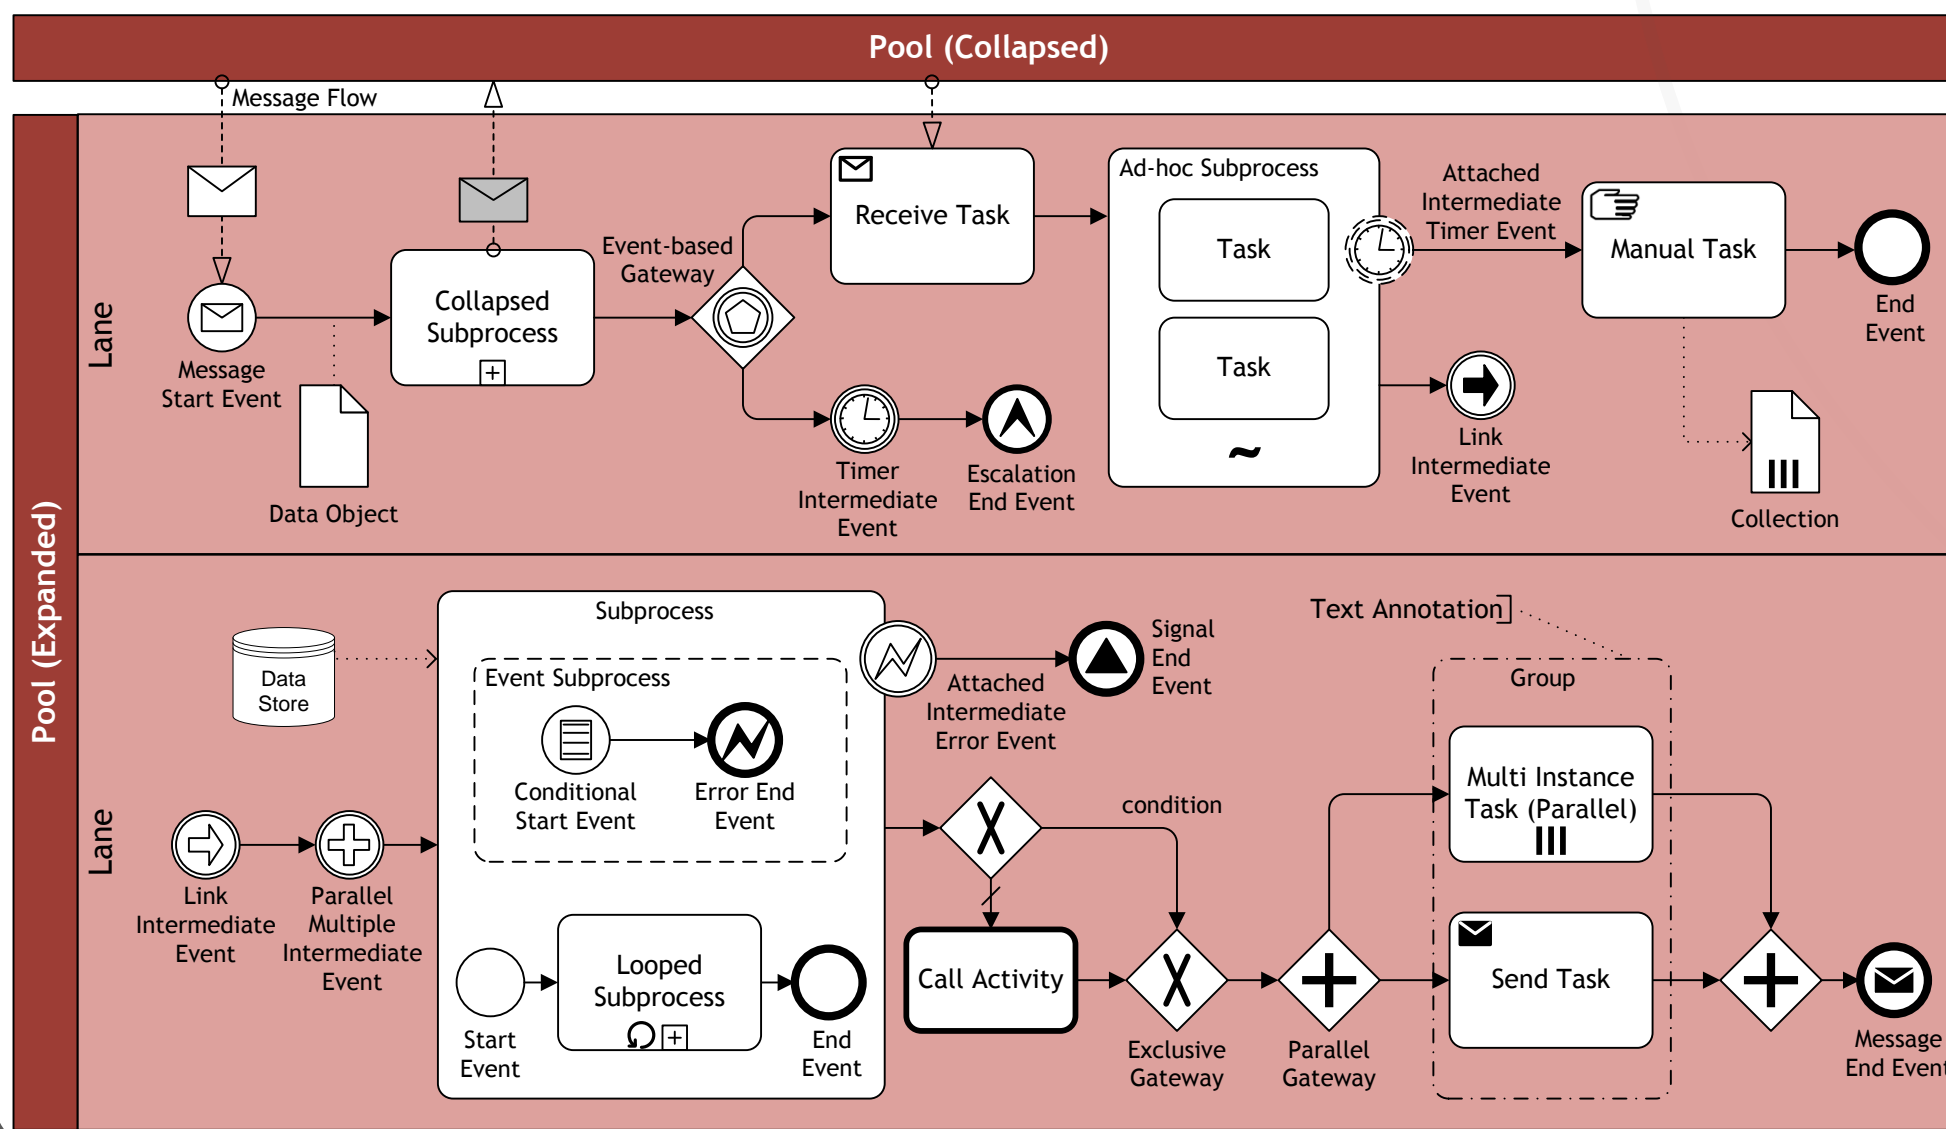 Pool (Collapsed)
Message Flow
Pool (Expanded)
Lane
Message
Start Event
Data Object
Collapsed
Subprocess
Event-based
Gateway
Receive Task
Timer
Intermediate
Event
Escalation
End Event
Ad-hoc Subprocess
Task
Task
Attached
Intermediate
Timer Event
Link
Intermediate
Event
Manual Task
End
Event
Collection
Lane
Data
Store
Link
Intermediate
Event
Parallel
Multiple
Intermediate
Event
Subprocess
Event Subprocess
Conditional
Start Event
Error End
Event
Start
Event
Looped
Subprocess
End
Event
Attached
Intermediate
Error Event
Signal
End
Event
condition
Call Activity
Exclusive
Gateway
Parallel
Gateway
Text Annotation
Group
Multi Instance
Task (Parallel)
Send Task
Message
End Event